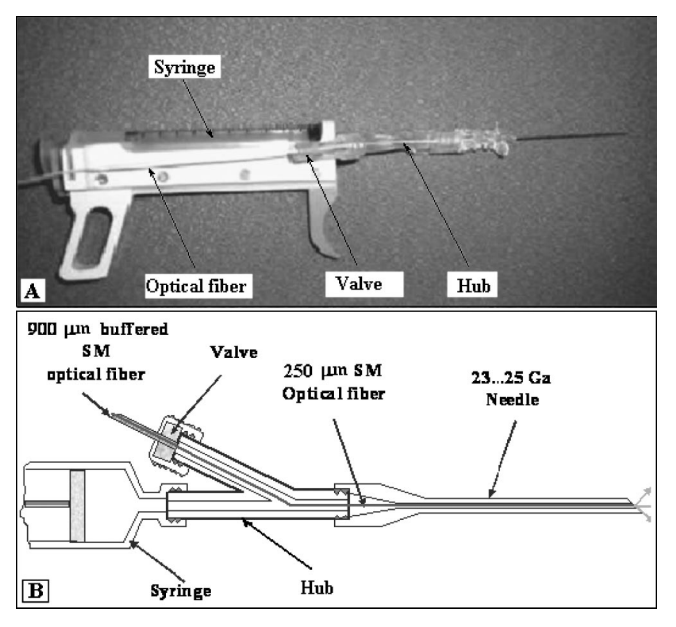 Syringe
Optical fiber
Valve
Hub
A
900 μm buffered
SM
optical fiber
Valve
250 μm SM
Optical fiber
23...25 Ga
Needle
Syringe
Hub
B